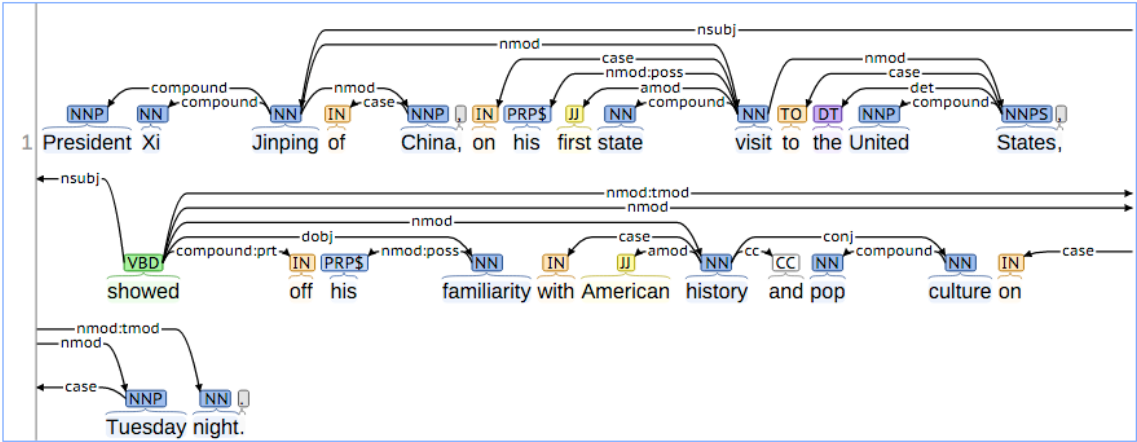 nsubj
nmod
case nmod
compound nmod nmod:poss case
compound case amod det
compound compound
NNP NN NN IN NNP , IN PRP$ JJ NN NN TO DT NNP NNPS ,
1 President Xi Jinping of China, on his first state visit to the United States,
nsubj
nmod:tmod
nmod
nmod
dobj case conj
compound:prt nmod:poss amod cc compound case
VBD IN PRP$ NN IN JJ NN CC NN NN IN
showed off his familiarity with American history and pop culture on
nmod:tmod
nmod
case
NNP NN .
Tuesday night.